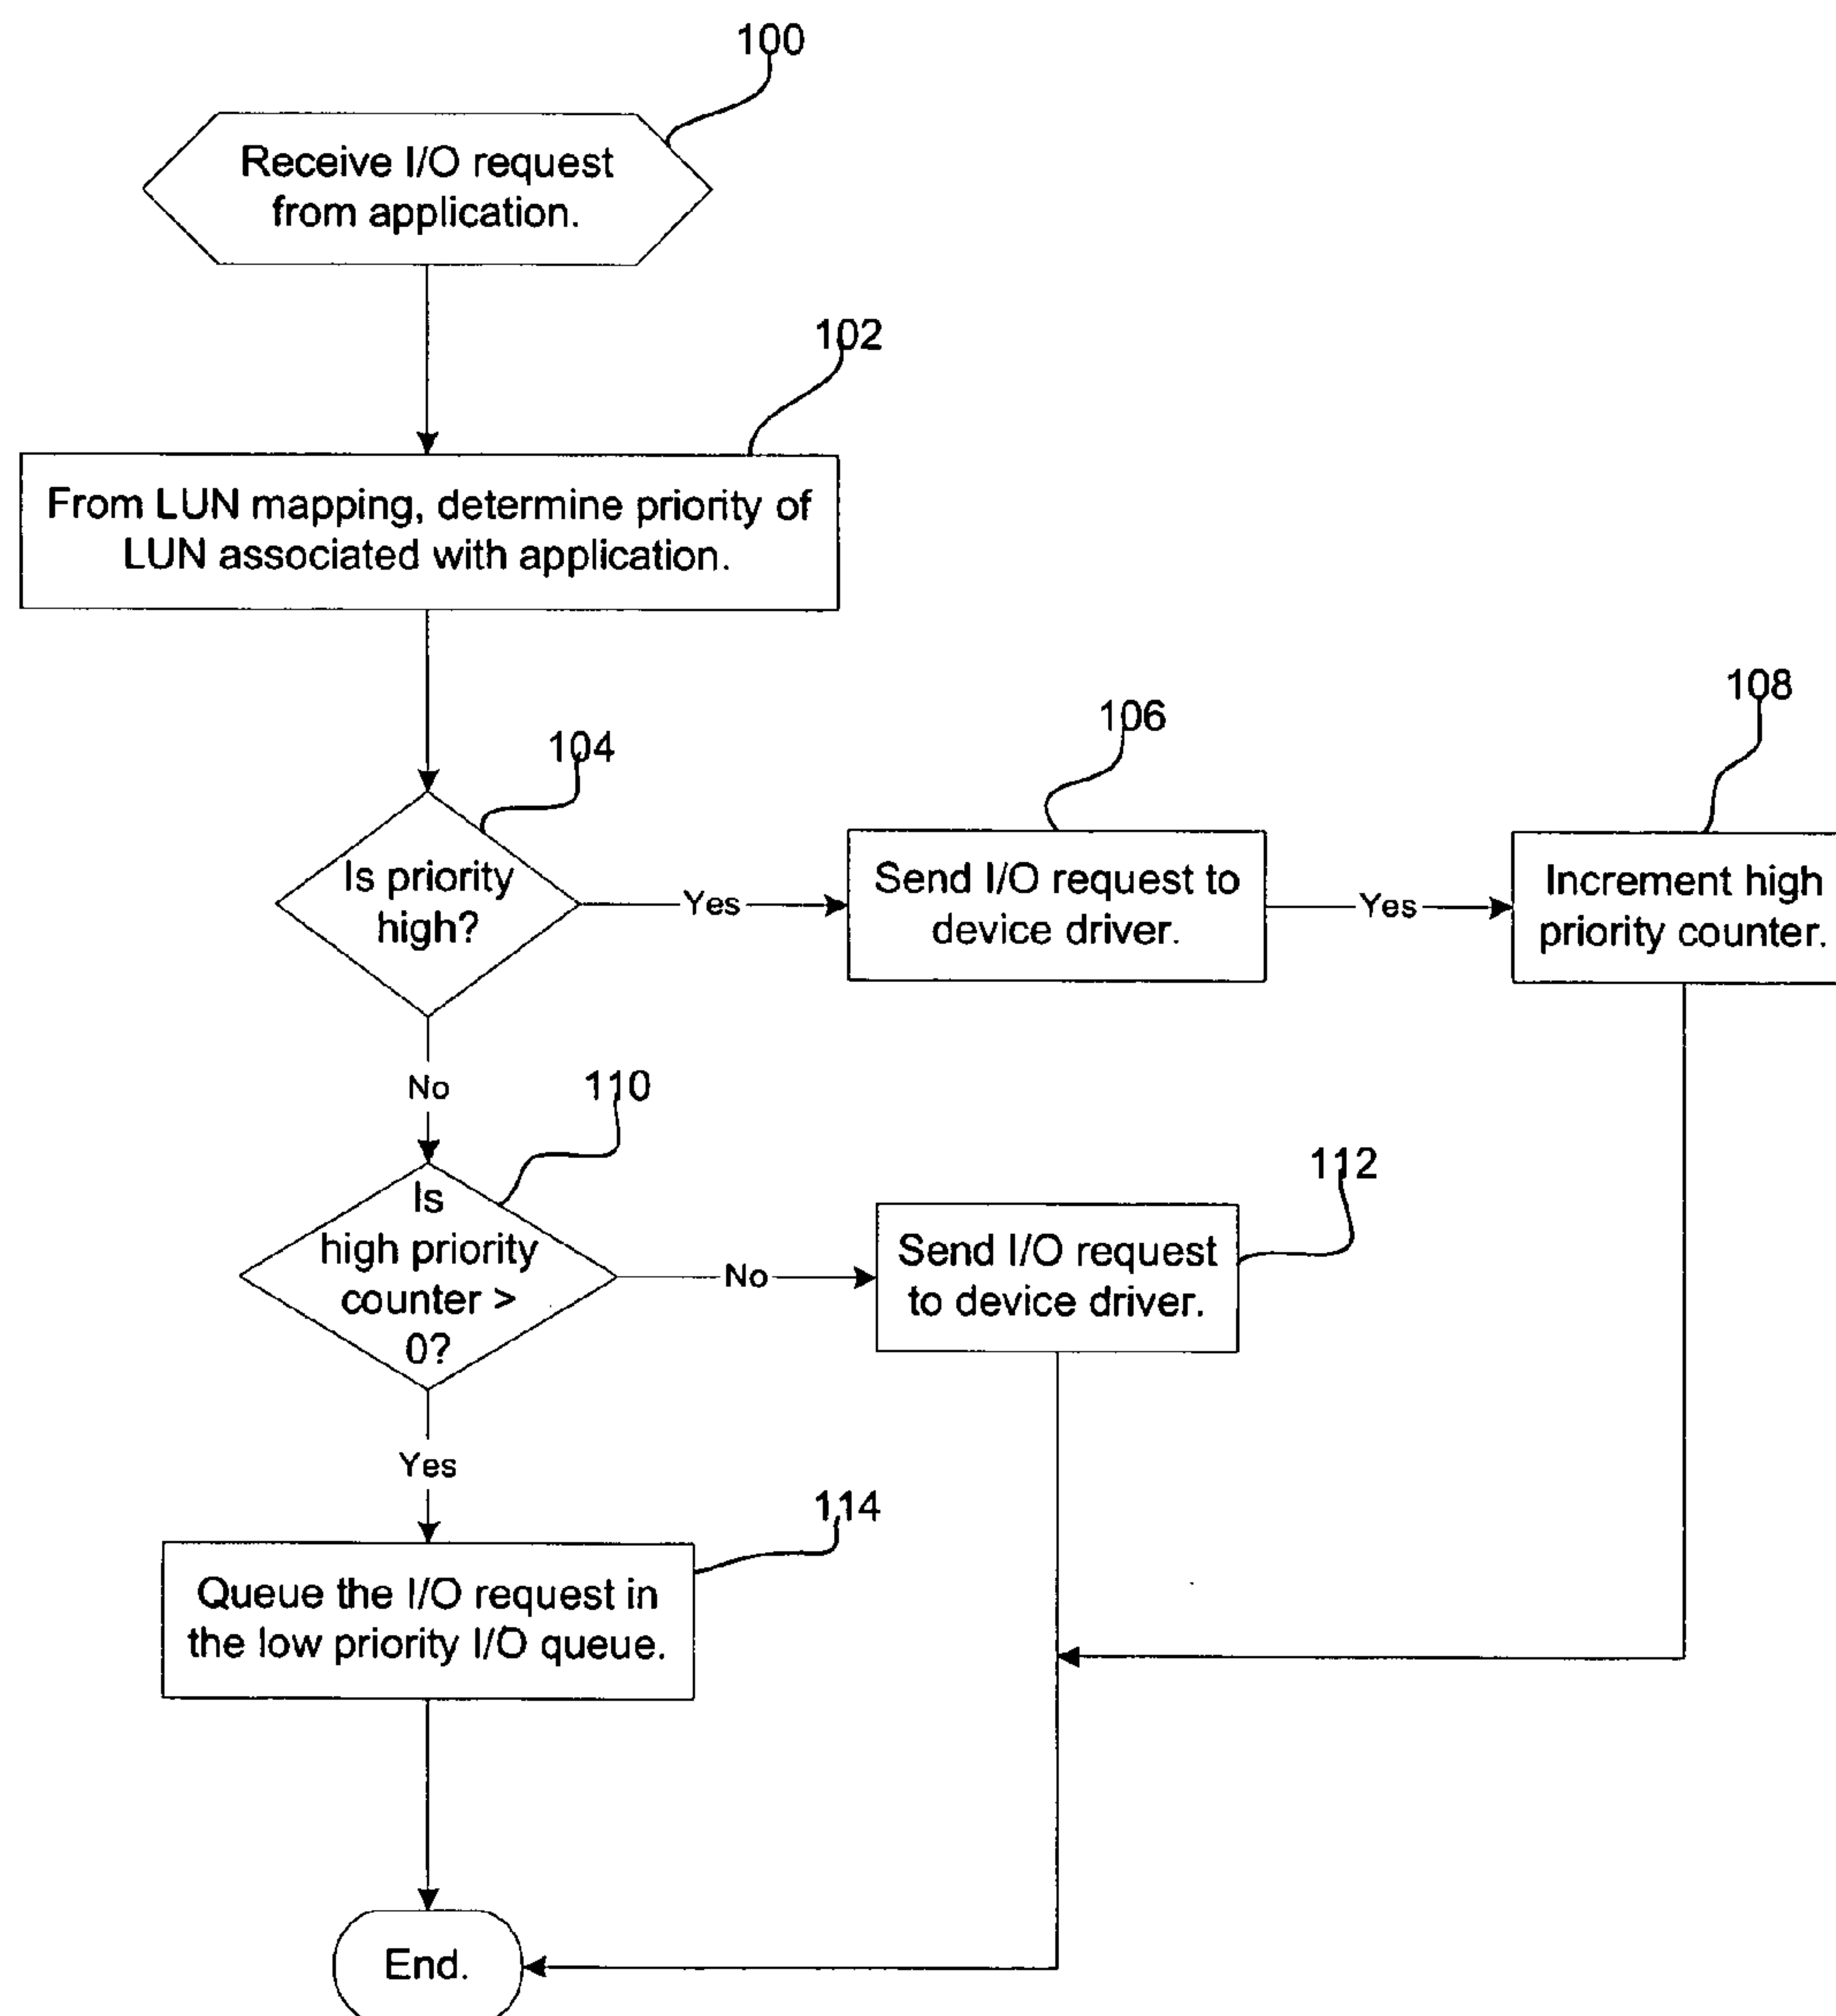 100
Receive I/O request
from application.
102
From LUN mapping, determine priority of
LUN associated with application.
104
Is priority
high?
Yes
106
Send I/O request to
device driver.
Yes
108
Increment high
priority counter.
No
110
Is
high priority
counter >
0?
No
112
Send I/O request
to device driver.
Yes
114
Queue the I/O request in
the low priority I/O queue.
End.